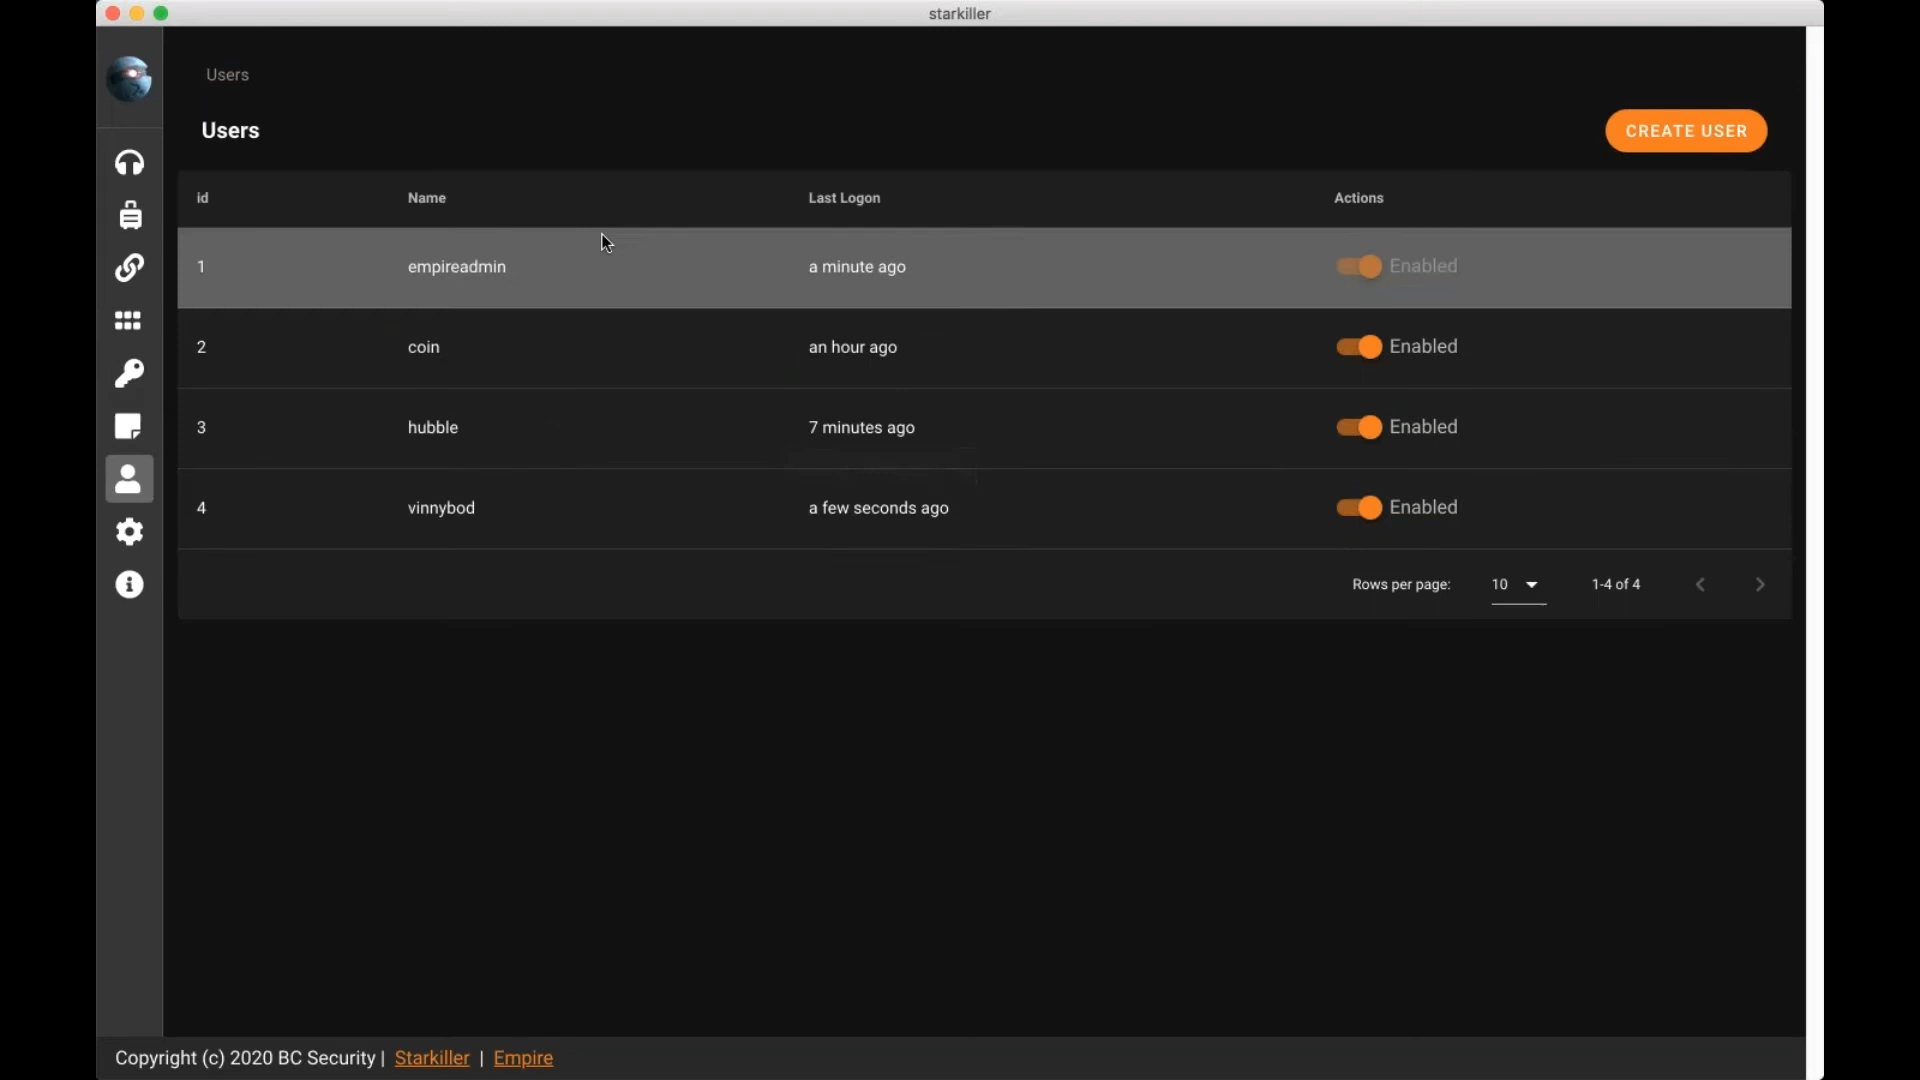 starkiller
Users
Users
CREATE USER
id Name Last Logon Actions
1 empireadmin a minute ago Enabled
2 coin an hour ago Enabled
3 hubble 7 minutes ago Enabled
4 vinnybod a few seconds ago Enabled
Rows per page: 10 1-4 of 4
Copyright (c) 2020 BC Security | Starkiller | Empire